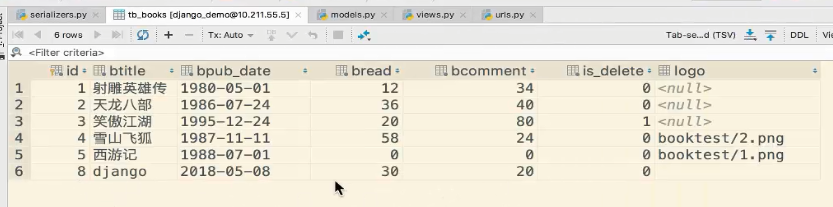 serializers.py × tb_books [django_demo@10.211.55.5] × models.py × views.py × urls.py ×
6 rows Tx: Auto Tab-se...d (TSV) DDL
<Filter criteria>
id btitle bpub_date bread bcomment is_delete logo
1 1 射雕英雄传 1980-05-01 12 34 0 <null>
2 2 天龙八部 1986-07-24 36 40 0 <null>
3 3 笑傲江湖 1995-12-24 20 80 1 <null>
4 4 雪山飞狐 1987-11-11 58 24 0 booktest/2.png
5 5 西游记 1988-07-01 0 0 0 booktest/1.png
6 8 django 2018-05-08 30 20 0